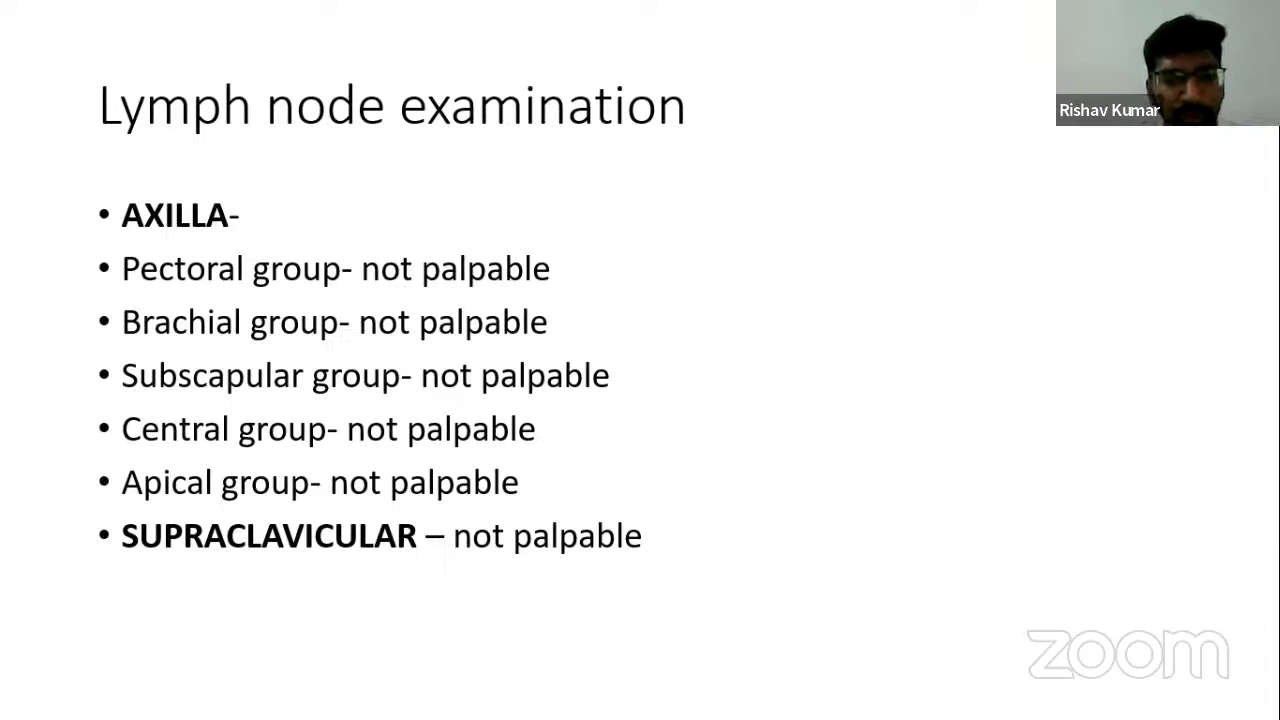 Rishav Kumar
Lymph node examination
• AXILLA-
• Pectoral group- not palpable
• Brachial group- not palpable
• Subscapular group- not palpable
• Central group- not palpable
• Apical group- not palpable
• SUPRACLAVICULAR – not palpable
zoom